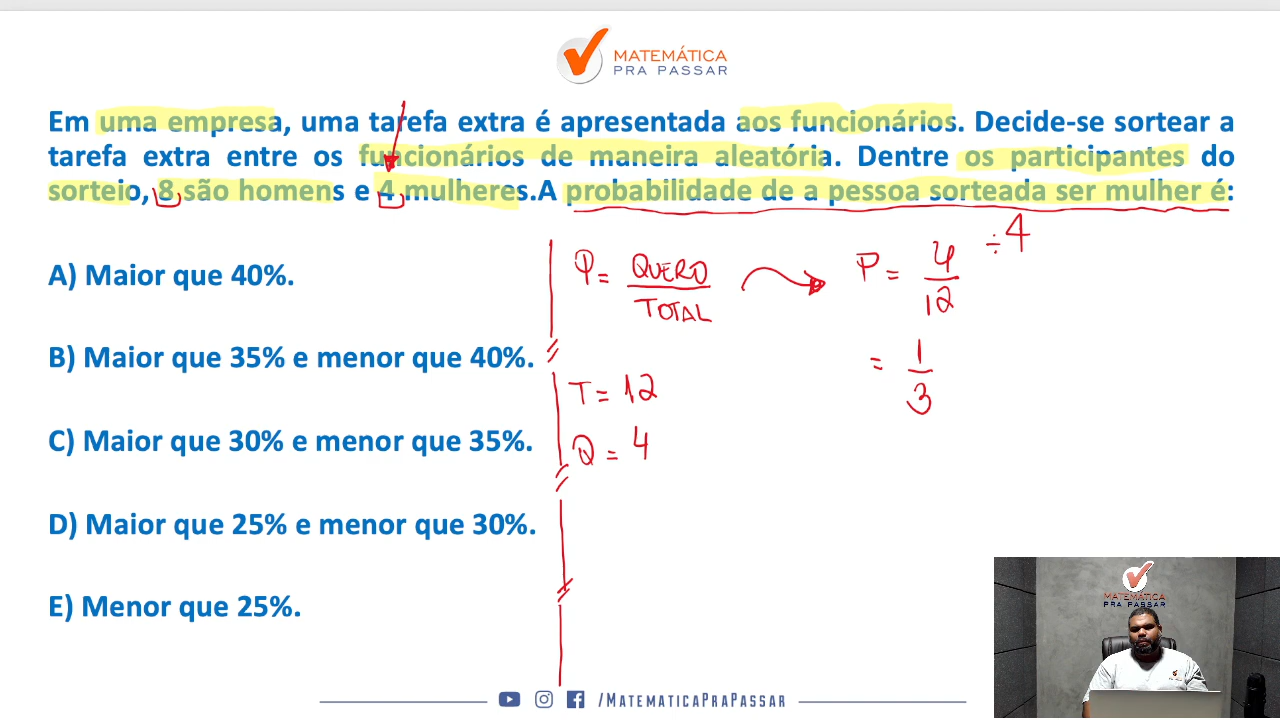 MATEMÁTICA
PRA PASSAR
Em uma empresa, uma tarefa extra é apresentada aos funcionários. Decide-se sortear a
tarefa extra entre os funcionários de maneira aleatória. Dentre os participantes do
sorteio, 8 são homens e 4 mulheres.A probabilidade de a pessoa sorteada ser mulher é:
A) Maior que 40%.
B) Maior que 35% e menor que 40%.
C) Maior que 30% e menor que 35%.
D) Maior que 25% e menor que 30%.
E) Menor que 25%.
P = QUERO
TOTAL
T = 12
Q = 4
P = 4
12
÷4
= 1
3
MATEMÁTICA
PRA PASSAR
/MatematicaPraPassar